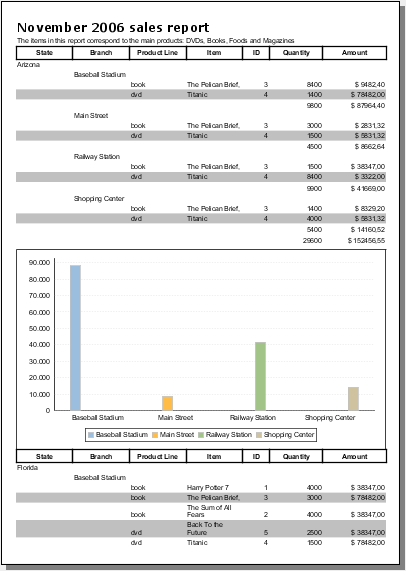 November 2006 sales report
The items in this report correspond to the main products: DVDs, Books, Foods and Magazines
State Branch Product Line Item ID Quantity Amount
Arizona
Baseball Stadium
book The Pelican Brief, 3 8400 $ 9482,40
dvd Titanic 4 1400 $ 78482,00
9800 $ 87964,40
Main Street
book The Pelican Brief, 3 3000 $ 2831,32
dvd Titanic 4 1500 $ 5831,32
4500 $ 8662,64
Railway Station
book The Pelican Brief, 3 1500 $ 38347,00
dvd Titanic 4 8400 $ 3322,00
9900 $ 41669,00
Shopping Center
book The Pelican Brief, 3 1400 $ 8329,20
dvd Titanic 4 4000 $ 5831,32
5400 $ 14160,52
29600 $ 152456,55
90.000
80.000
70.000
60.000
50.000
40.000
30.000
20.000
10.000
0
Baseball Stadium Main Street Railway Station Shopping Center
Baseball Stadium Main Street Railway Station Shopping Center
State Branch Product Line Item ID Quantity Amount
Florida
Baseball Stadium
book Harry Potter 7 1 4000 $ 38347,00
book The Pelican Brief, 3 3000 $ 78482,00
The Sum of All
book Fears 2 4000 $ 38347,00
Back To the
dvd Future 5 2500 $ 38347,00
dvd Titanic 4 1500 $ 78482,00